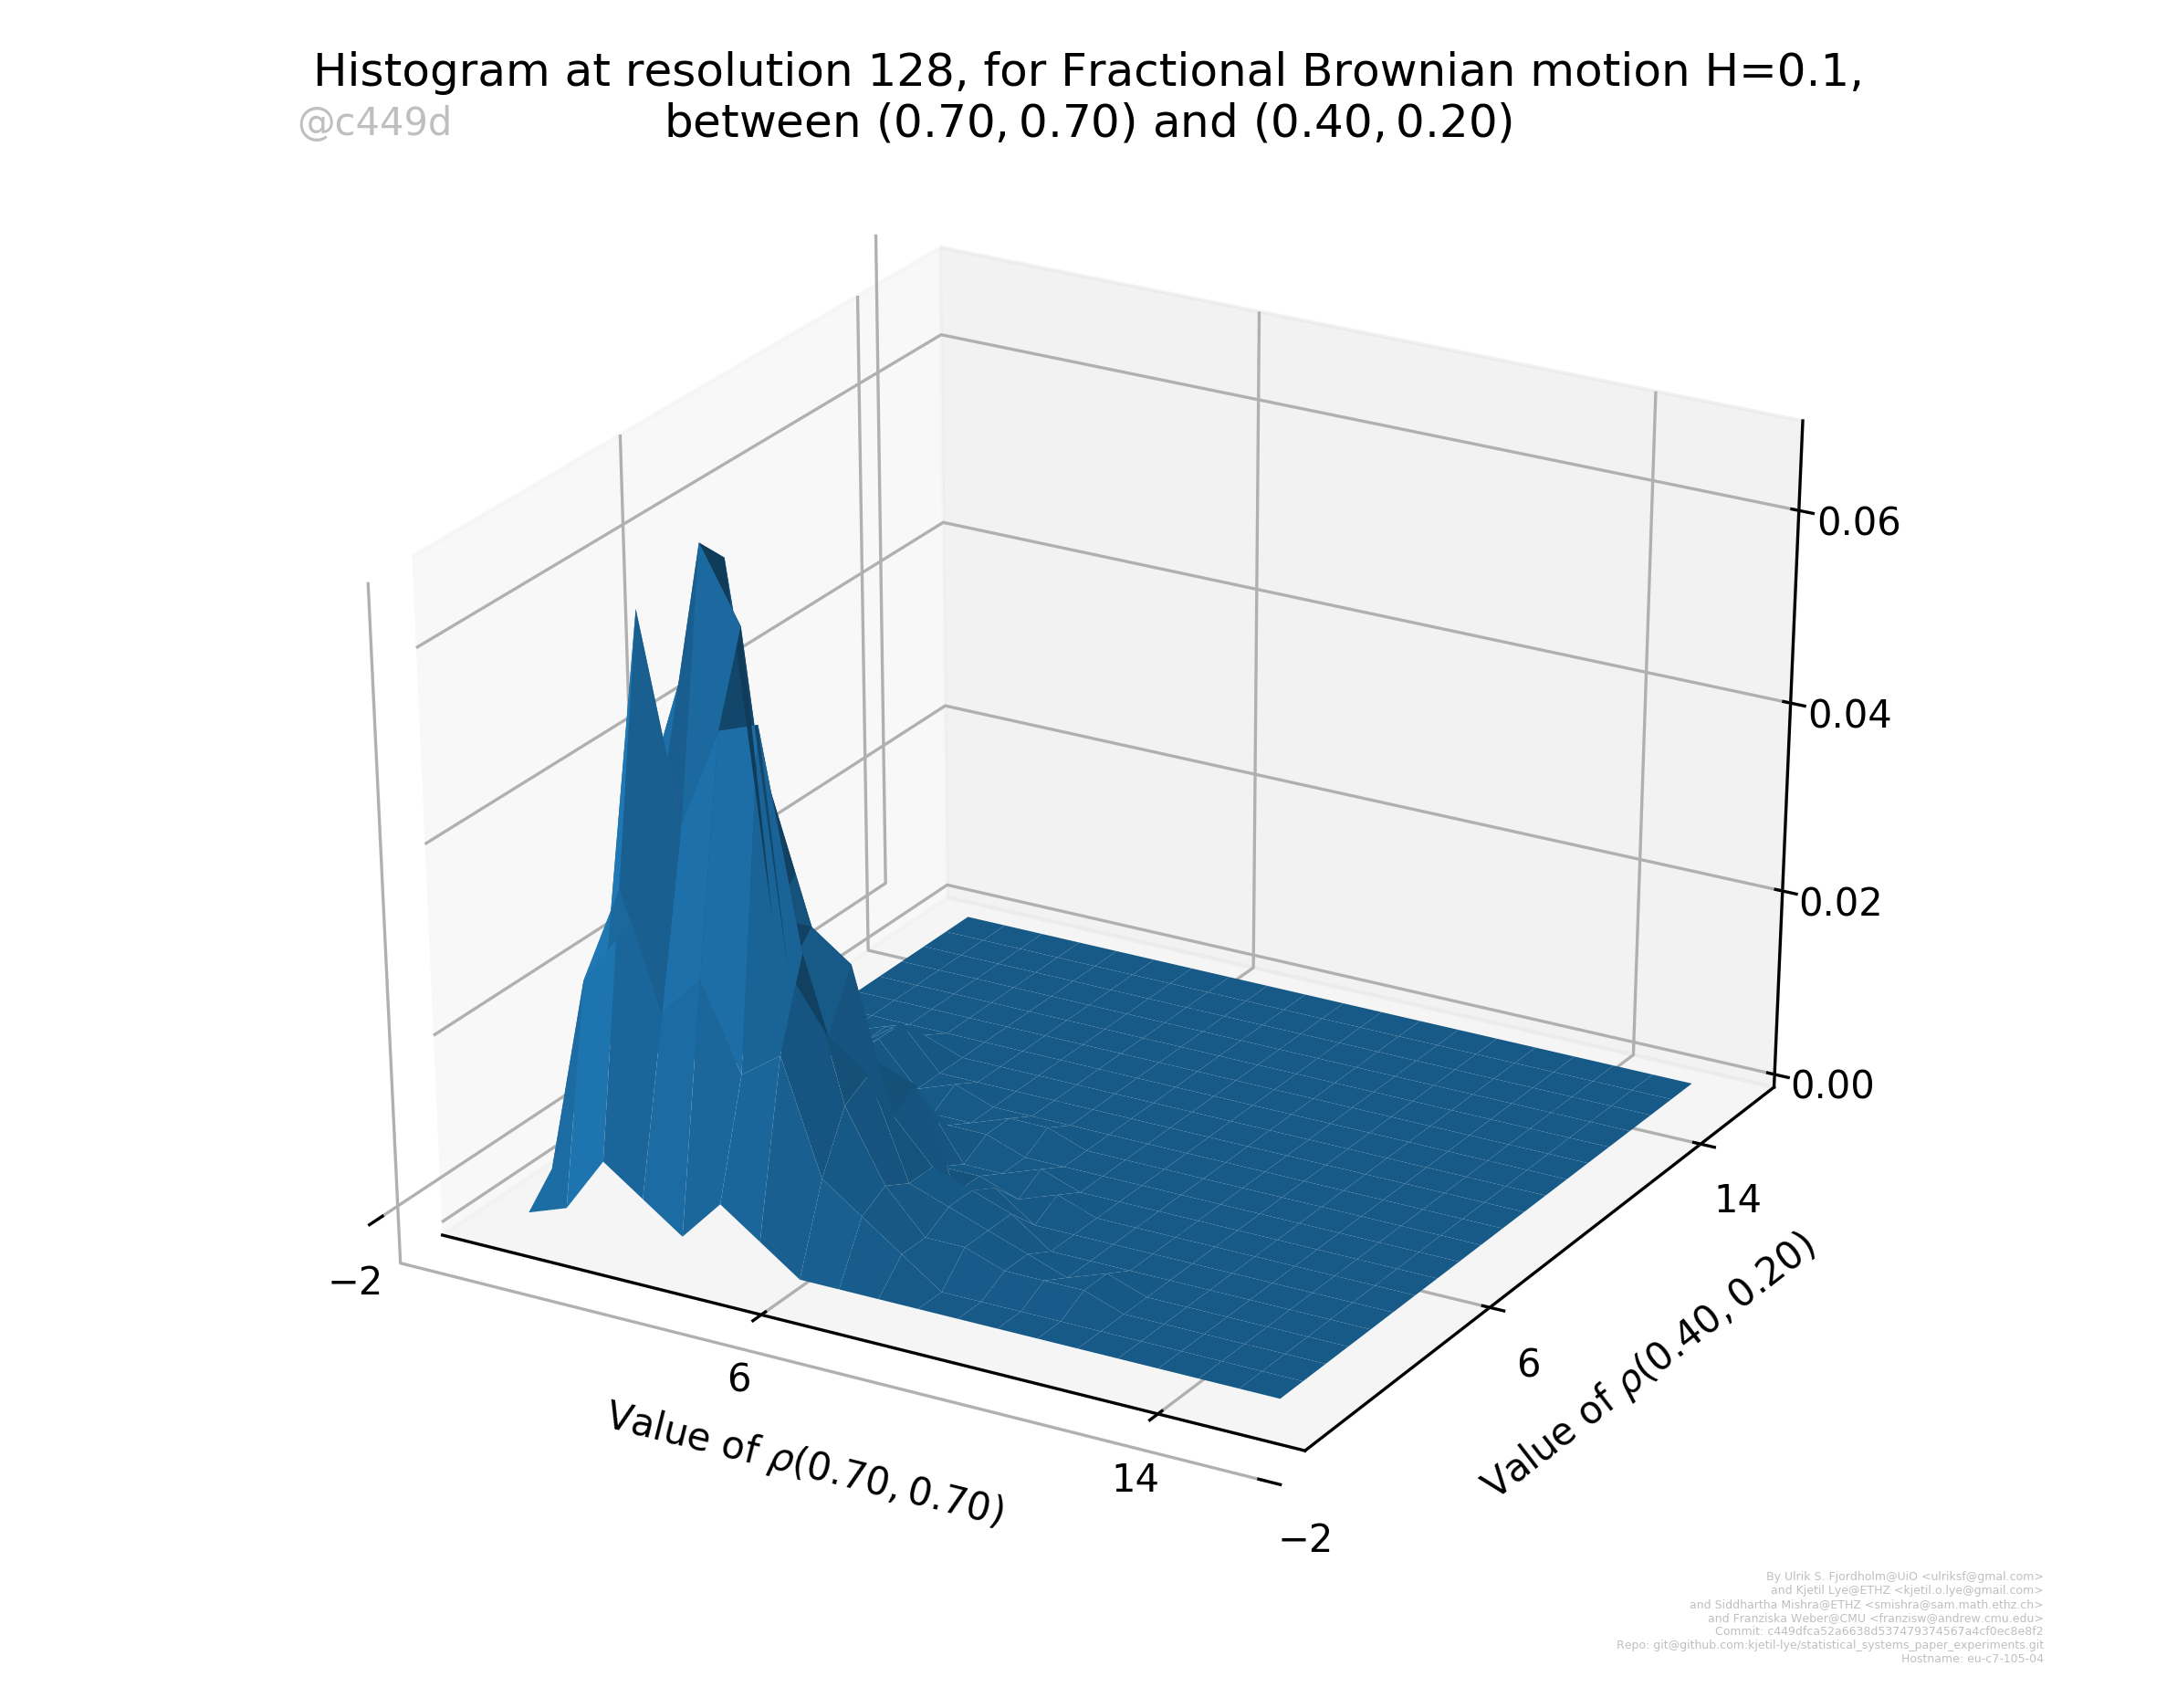 Histogram at resolution 128, for Fractional Brownian motion H=0.1,
@c449d
between (0.70, 0.70) and (0.40, 0.20)
0.06
0.04
0.02
0.00
14
6
−2
Value of ρ(0.40, 0.20)
−2
6
14
Value of ρ(0.70, 0.70)
By Ulrik S. Fjordholm@UiO <ulriksf@gmal.com>
and Kjetil Lye@ETHZ <kjetil.o.lye@gmail.com>
and Siddhartha Mishra@ETHZ <smishra@sam.math.ethz.ch>
and Franziska Weber@CMU <franzisw@andrew.cmu.edu>
Commit: c449dfca52a6638d537479374567a4cf0ec8e8f2
Repo: git@github.com:kjetil-lye/statistical_systems_paper_experiments.git
Hostname: eu-c7-105-04